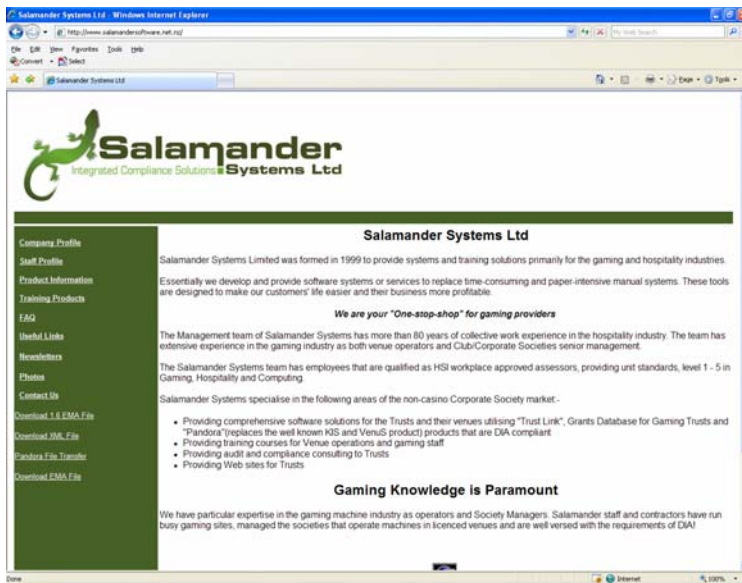 Salamander Systems Ltd - Windows Internet Explorer
http://www.salamandersoftware.net.nz/
My Web Search
File Edit View Favorites Tools Help
Convert Select
Salamander Systems Ltd
Page Tools
Salamander
Integrated Compliance Solutions Systems Ltd
Company Profile
Staff Profile
Product Information
Training Products
FAQ
Useful Links
Newsletters
Photos
Contact Us
Download 1.6 EMA File
Download XML File
Pandora File Transfer
Download EMA File
Salamander Systems Ltd
Salamander Systems Limited was formed in 1999 to provide systems and training solutions primarily for the gaming and hospitality industries.
Essentially we develop and provide software systems or services to replace time-consuming and paper-intensive manual systems. These tools
are designed to make our customers' life easier and their business more profitable.
We are your "One-stop-shop" for gaming providers
The Management team of Salamander Systems has more than 80 years of collective work experience in the hospitality industry. The team has
extensive experience in the gaming industry as both venue operators and Club/Corporate Societies senior management.
The Salamander Systems team has employees that are qualified as HSI workplace approved assessors, providing unit standards, level 1 - 5 in
Gaming, Hospitality and Computing.
Salamander Systems specialise in the following areas of the non-casino Corporate Society market:-
• Providing comprehensive software solutions for the Trusts and their venues utilising "Trust Link", Grants Database for Gaming Trusts and
"Pandora"(replaces the well known KIS and VenuS product) products that are DIA compliant
• Providing training courses for Venue operations and gaming staff
• Providing audit and compliance consulting to Trusts
• Providing Web sites for Trusts
Gaming Knowledge is Paramount
We have particular expertise in the gaming machine industry as operators and Society Managers. Salamander staff and contractors have run
busy gaming sites, managed the societies that operate machines in licenced venues and are well versed with the requirements of DIA!
Done
Internet
100%